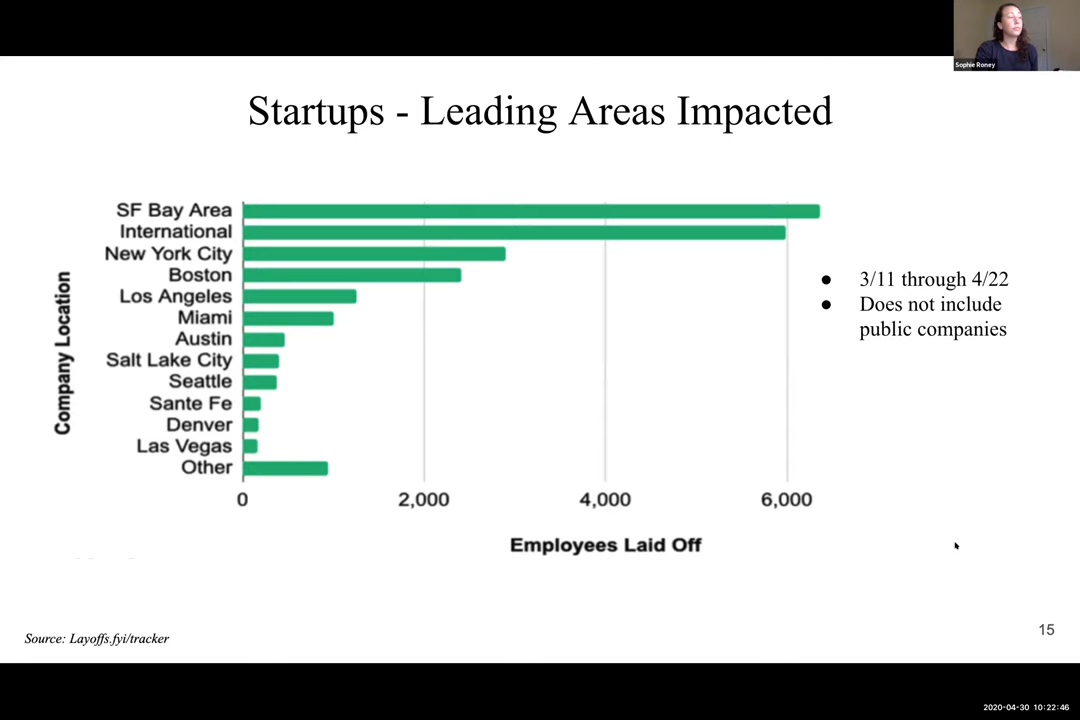 Sophie Roney
Startups - Leading Areas Impacted
Company Location
SF Bay Area
International
New York City
Boston
Los Angeles
Miami
Austin
Salt Lake City
Seattle
Sante Fe
Denver
Las Vegas
Other
0 2,000 4,000 6,000
Employees Laid Off
● 3/11 through 4/22
● Does not include
public companies
Source: Layoffs.fyi/tracker
15
2020-04-30 10:22:46